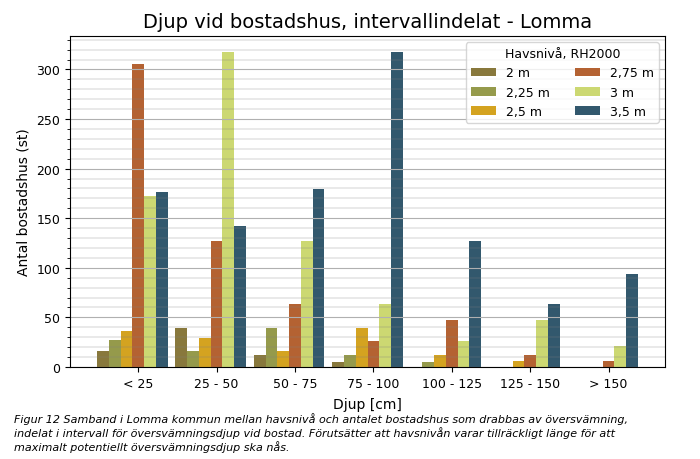 Djup vid bostadshus, intervallindelat - Lomma
Havsnivå, RH2000
2 m
2,25 m
2,5 m
2,75 m
3 m
3,5 m
Antal bostadshus (st)
300
250
200
150
100
50
0
< 25
25 - 50
50 - 75
75 - 100
100 - 125
125 - 150
> 150
Djup [cm]
Figur 12 Samband i Lomma kommun mellan havsnivå och antalet bostadshus som drabbas av översvämning,
indelat i intervall för översvämningsdjup vid bostad. Förutsätter att havsnivån varar tillräckligt länge för att
maximalt potentiellt översvämningsdjup ska nås.